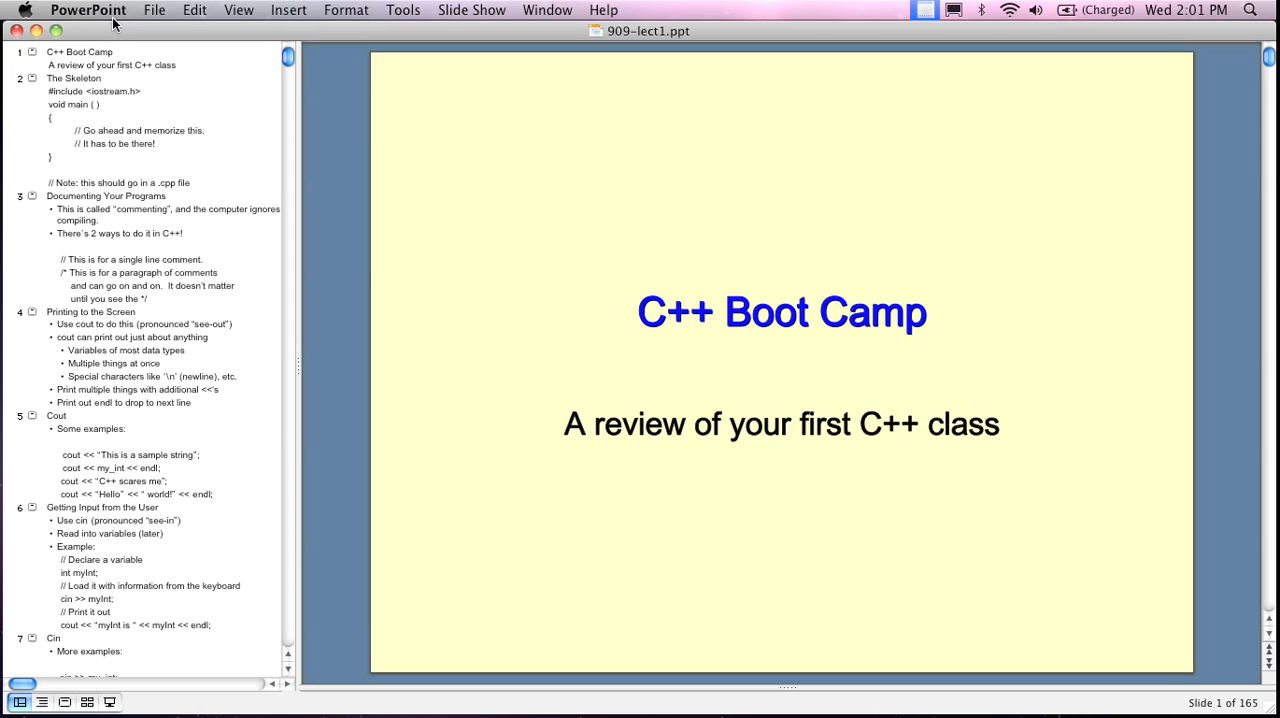 PowerPoint File Edit View Insert Format Tools Slide Show Window Help (Charged) Wed 2:01 PM
909-lect1.ppt
1 C++ Boot Camp
A review of your first C++ class
2 The Skeleton
#include <iostream.h>
void main ( )
{
// Go ahead and memorize this.
// It has to be there!
}
// Note: this should go in a .cpp file
3 Documenting Your Programs
• This is called “commenting”, and the computer ignores
compiling.
• There’s 2 ways to do it in C++!
// This is for a single line comment.
/* This is for a paragraph of comments
and can go on and on.  It doesn’t matter
until you see the */
4 Printing to the Screen
• Use cout to do this (pronounced “see-out”)
• cout can print out just about anything
• Variables of most data types
• Multiple things at once
• Special characters like ‘\n’ (newline), etc.
• Print multiple things with additional <<‘s
• Print out endl to drop to next line
5 Cout
• Some examples:
cout << “This is a sample string”;
cout << my_int << endl;
cout << “C++ scares me”;
cout << “Hello” << “ world!” << endl;
6 Getting Input from the User
• Use cin (pronounced “see-in”)
• Read into variables (later)
• Example:
// Declare a variable
int myInt;
// Load it with information from the keyboard
cin >> myInt;
// Print it out
cout << “myInt is “ << myInt << endl;
7 Cin
• More examples:
C++ Boot Camp
A review of your first C++ class
Slide 1 of 165